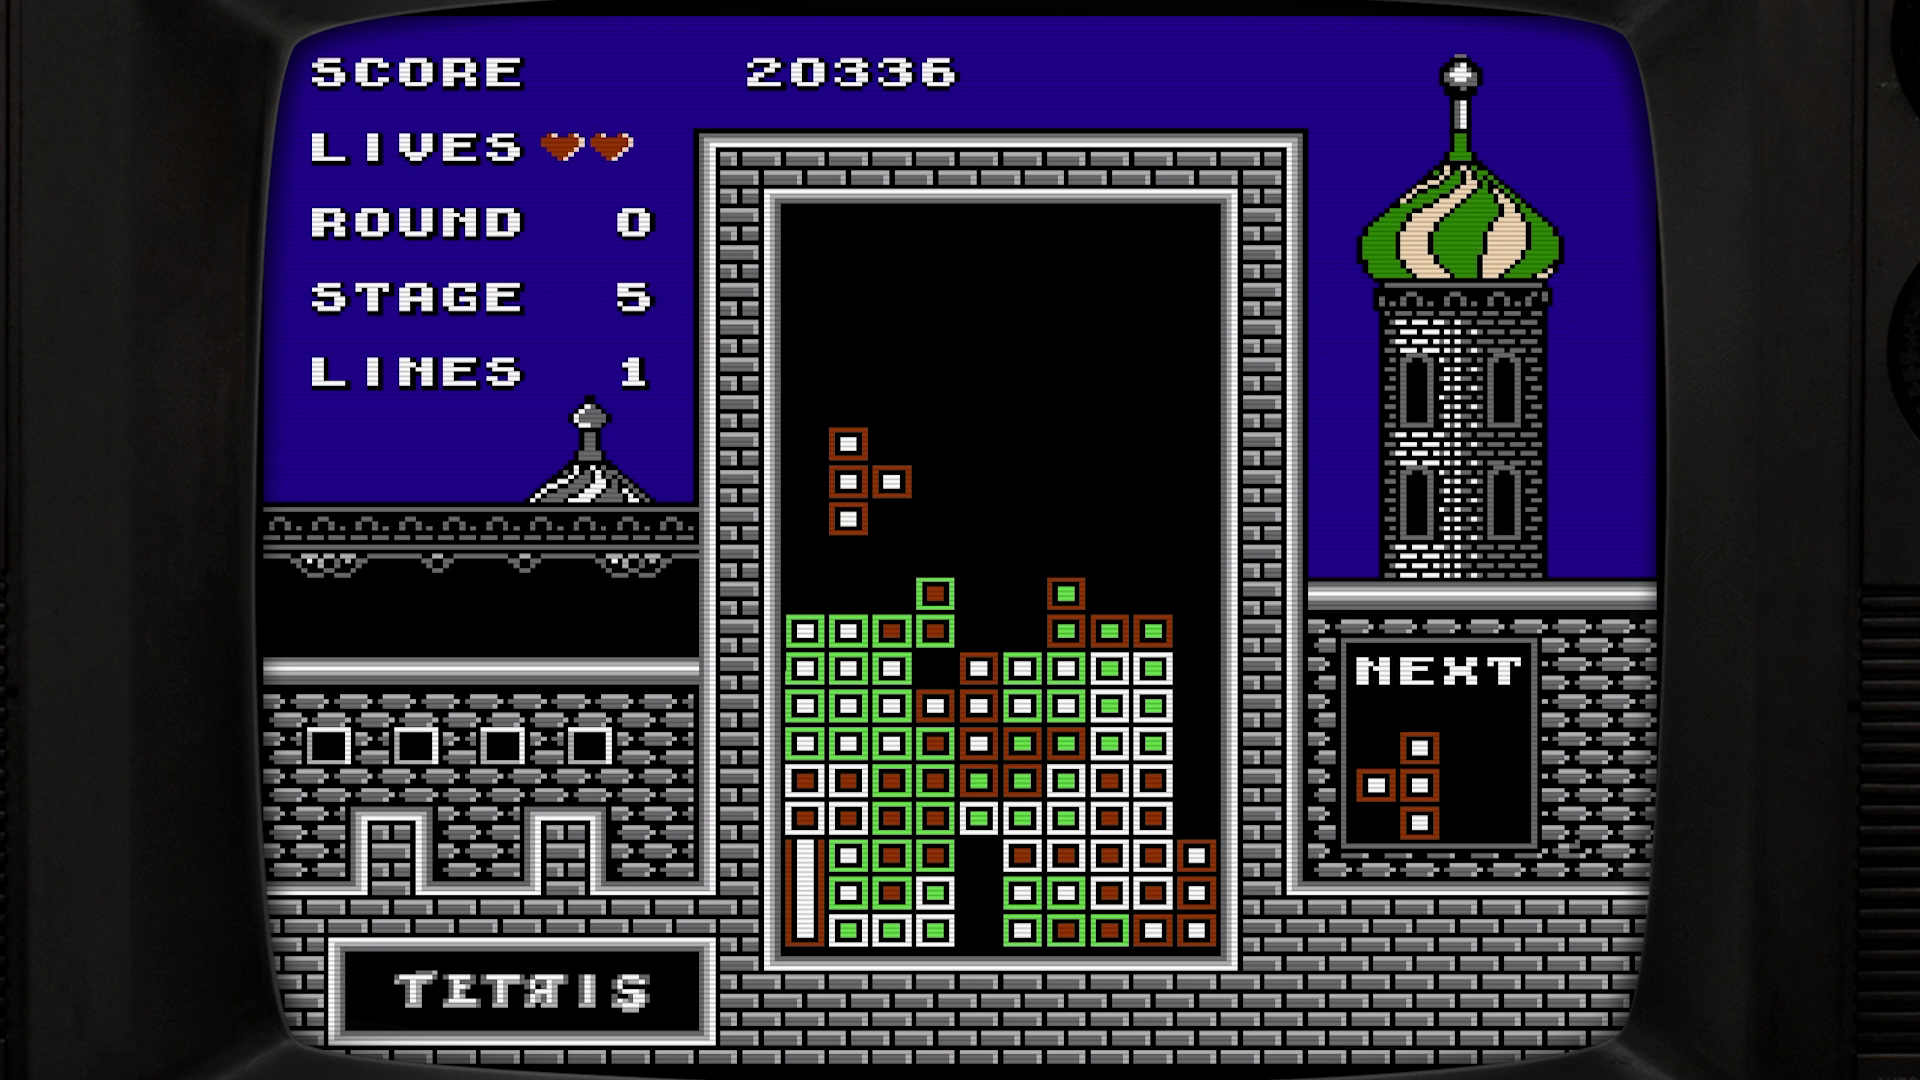 SCORE 20336
LIVES
ROUND 0
STAGE 5
LINES 1
NEXT
TETRIS